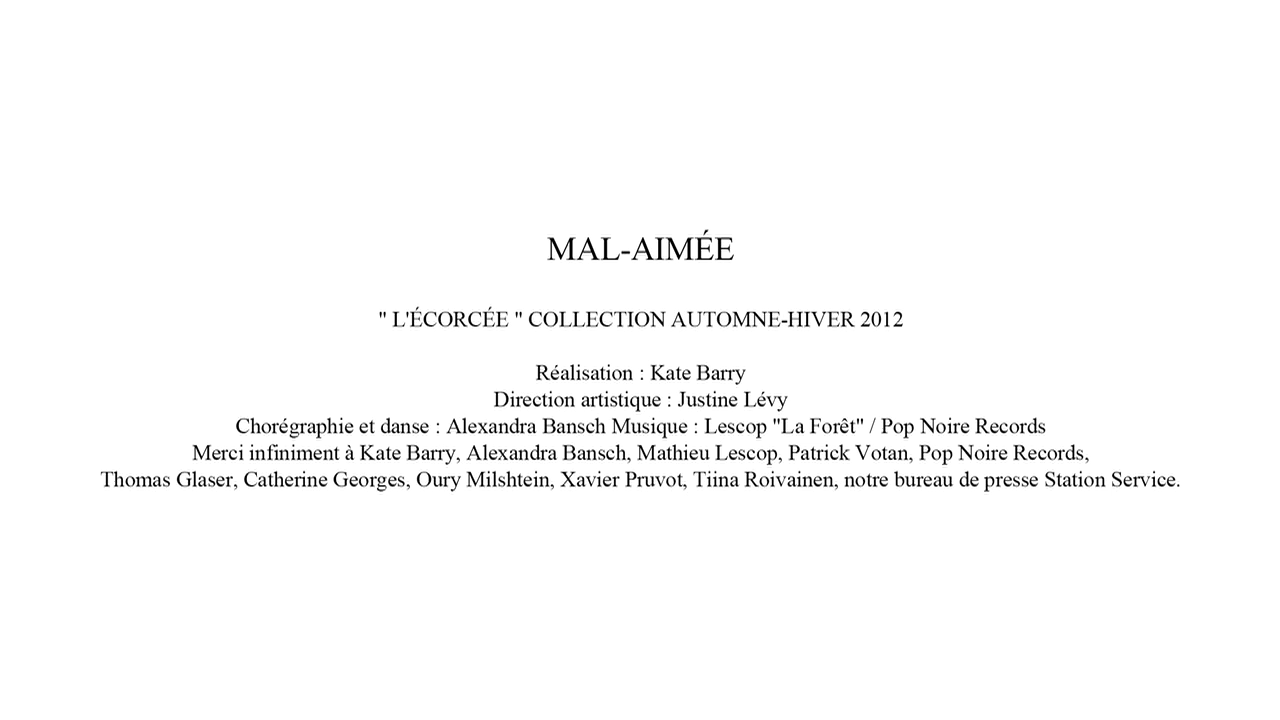 MAL-AIMÉE
" L'ÉCORCÉE " COLLECTION AUTOMNE-HIVER 2012
Réalisation : Kate Barry
Direction artistique : Justine Lévy
Chorégraphie et danse : Alexandra Bansch Musique : Lescop "La Forêt" / Pop Noire Records
Merci infiniment à Kate Barry, Alexandra Bansch, Mathieu Lescop, Patrick Votan, Pop Noire Records,
Thomas Glaser, Catherine Georges, Oury Milshtein, Xavier Pruvot, Tiina Roivainen, notre bureau de presse Station Service.